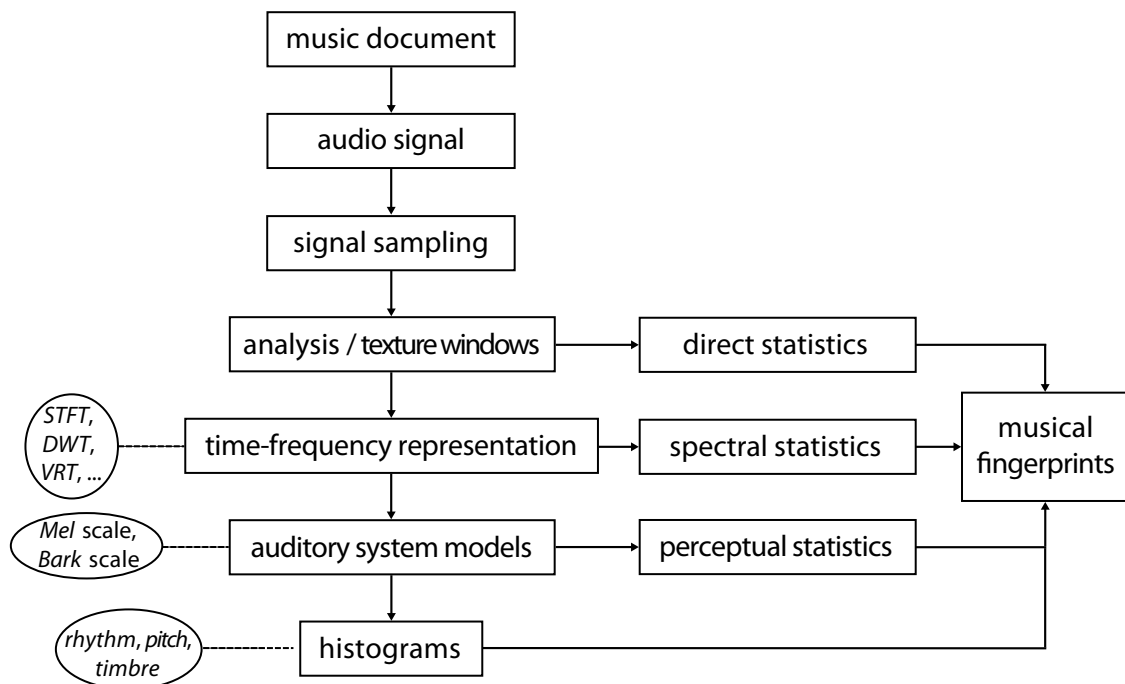 music document
audio signal
signal sampling
analysis / texture windows
direct statistics
STFT,
DWT,
VRT, ...
time-frequency representation
spectral statistics
musical
fingerprints
Mel scale,
Bark scale
auditory system models
perceptual statistics
rhythm, pitch,
timbre
histograms